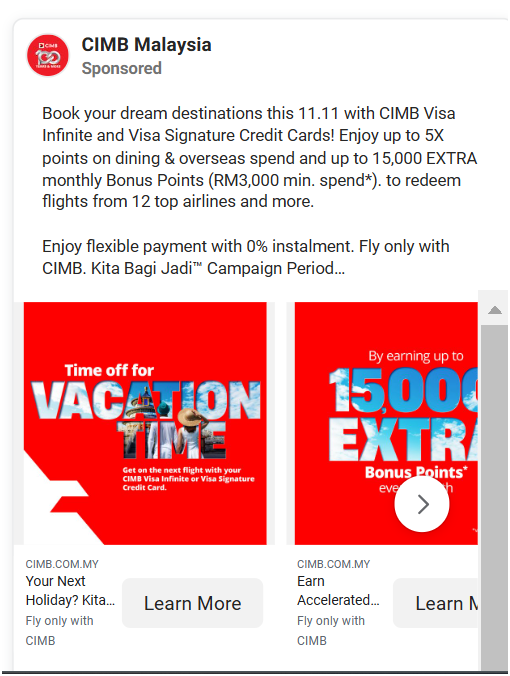 CIMB
CIMB Malaysia
Sponsored
Book your dream destinations this 11.11 with CIMB Visa
Infinite and Visa Signature Credit Cards! Enjoy up to 5X
points on dining & overseas spend and up to 15,000 EXTRA
monthly Bonus Points (RM3,000 min. spend*). to redeem
flights from 12 top airlines and more.
Enjoy flexible payment with 0% instalment. Fly only with
CIMB. Kita Bagi Jadi™ Campaign Period...
Time off for
VACATION
TIME
Get on the next flight with your
CIMB Visa Infinite or Visa Signature
Credit Card.
By earning up to
15,000
EXTRA
Bonus Points*
CIMB.COM.MY
Your Next
Holiday? Kita...
Fly only with
CIMB
Learn More
CIMB.COM.MY
Earn
Accelerated...
Fly only with
CIMB
Learn